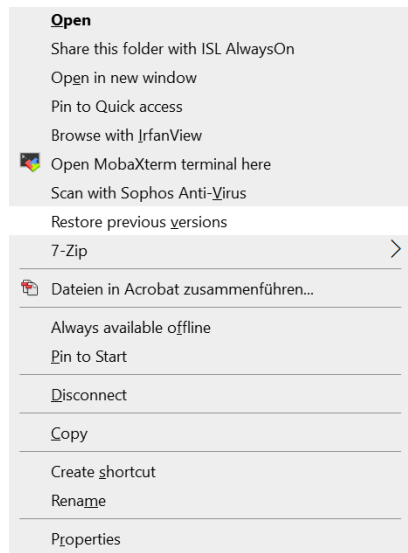 Open
Share this folder with ISL AlwaysOn
Open in new window
Pin to Quick access
Browse with IrfanView
Open MobaXterm terminal here
Scan with Sophos Anti-Virus
Restore previous versions
7-Zip
Dateien in Acrobat zusammenführen...
Always available offline
Pin to Start
Disconnect
Copy
Create shortcut
Rename
Properties